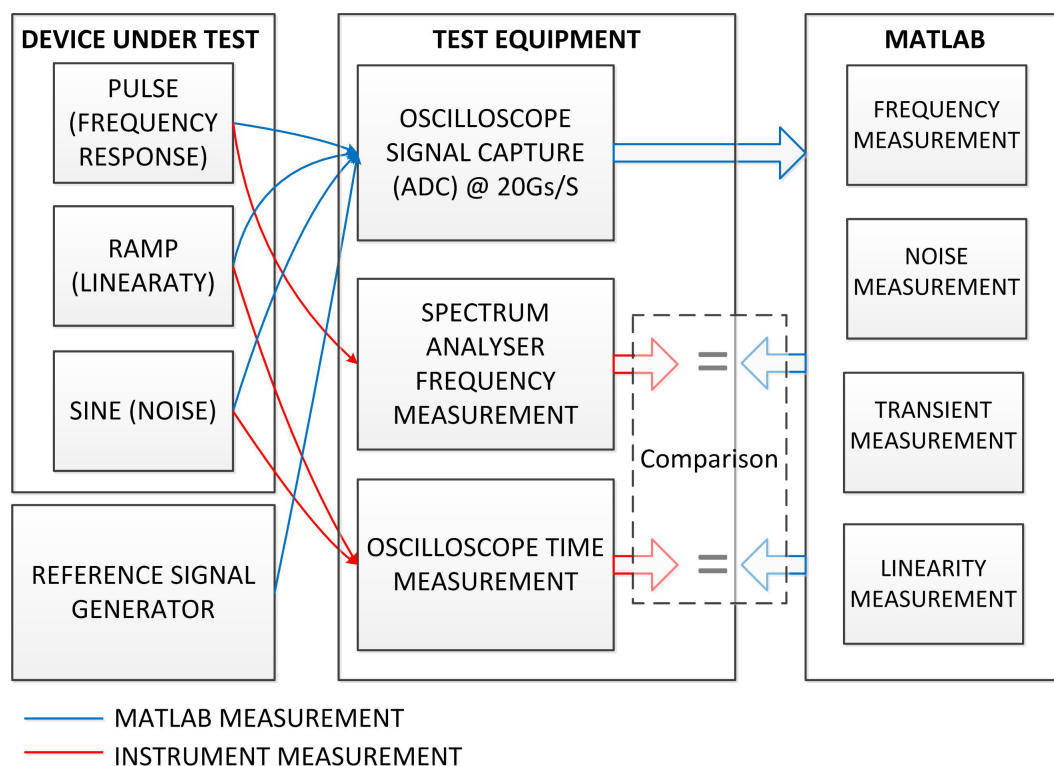 DEVICE UNDER TEST
PULSE
(FREQUENCY
RESPONSE)
RAMP
(LINEARATY)
SINE (NOISE)
REFERENCE SIGNAL
GENERATOR
TEST EQUIPMENT
OSCILLOSCOPE
SIGNAL CAPTURE
(ADC) @ 20Gs/S
SPECTRUM
ANALYSER
FREQUENCY
MEASUREMENT
OSCILLOSCOPE TIME
MEASUREMENT
=
Comparison
=
MATLAB
FREQUENCY
MEASUREMENT
NOISE
MEASUREMENT
TRANSIENT
MEASUREMENT
LINEARITY
MEASUREMENT
MATLAB MEASUREMENT
INSTRUMENT MEASUREMENT